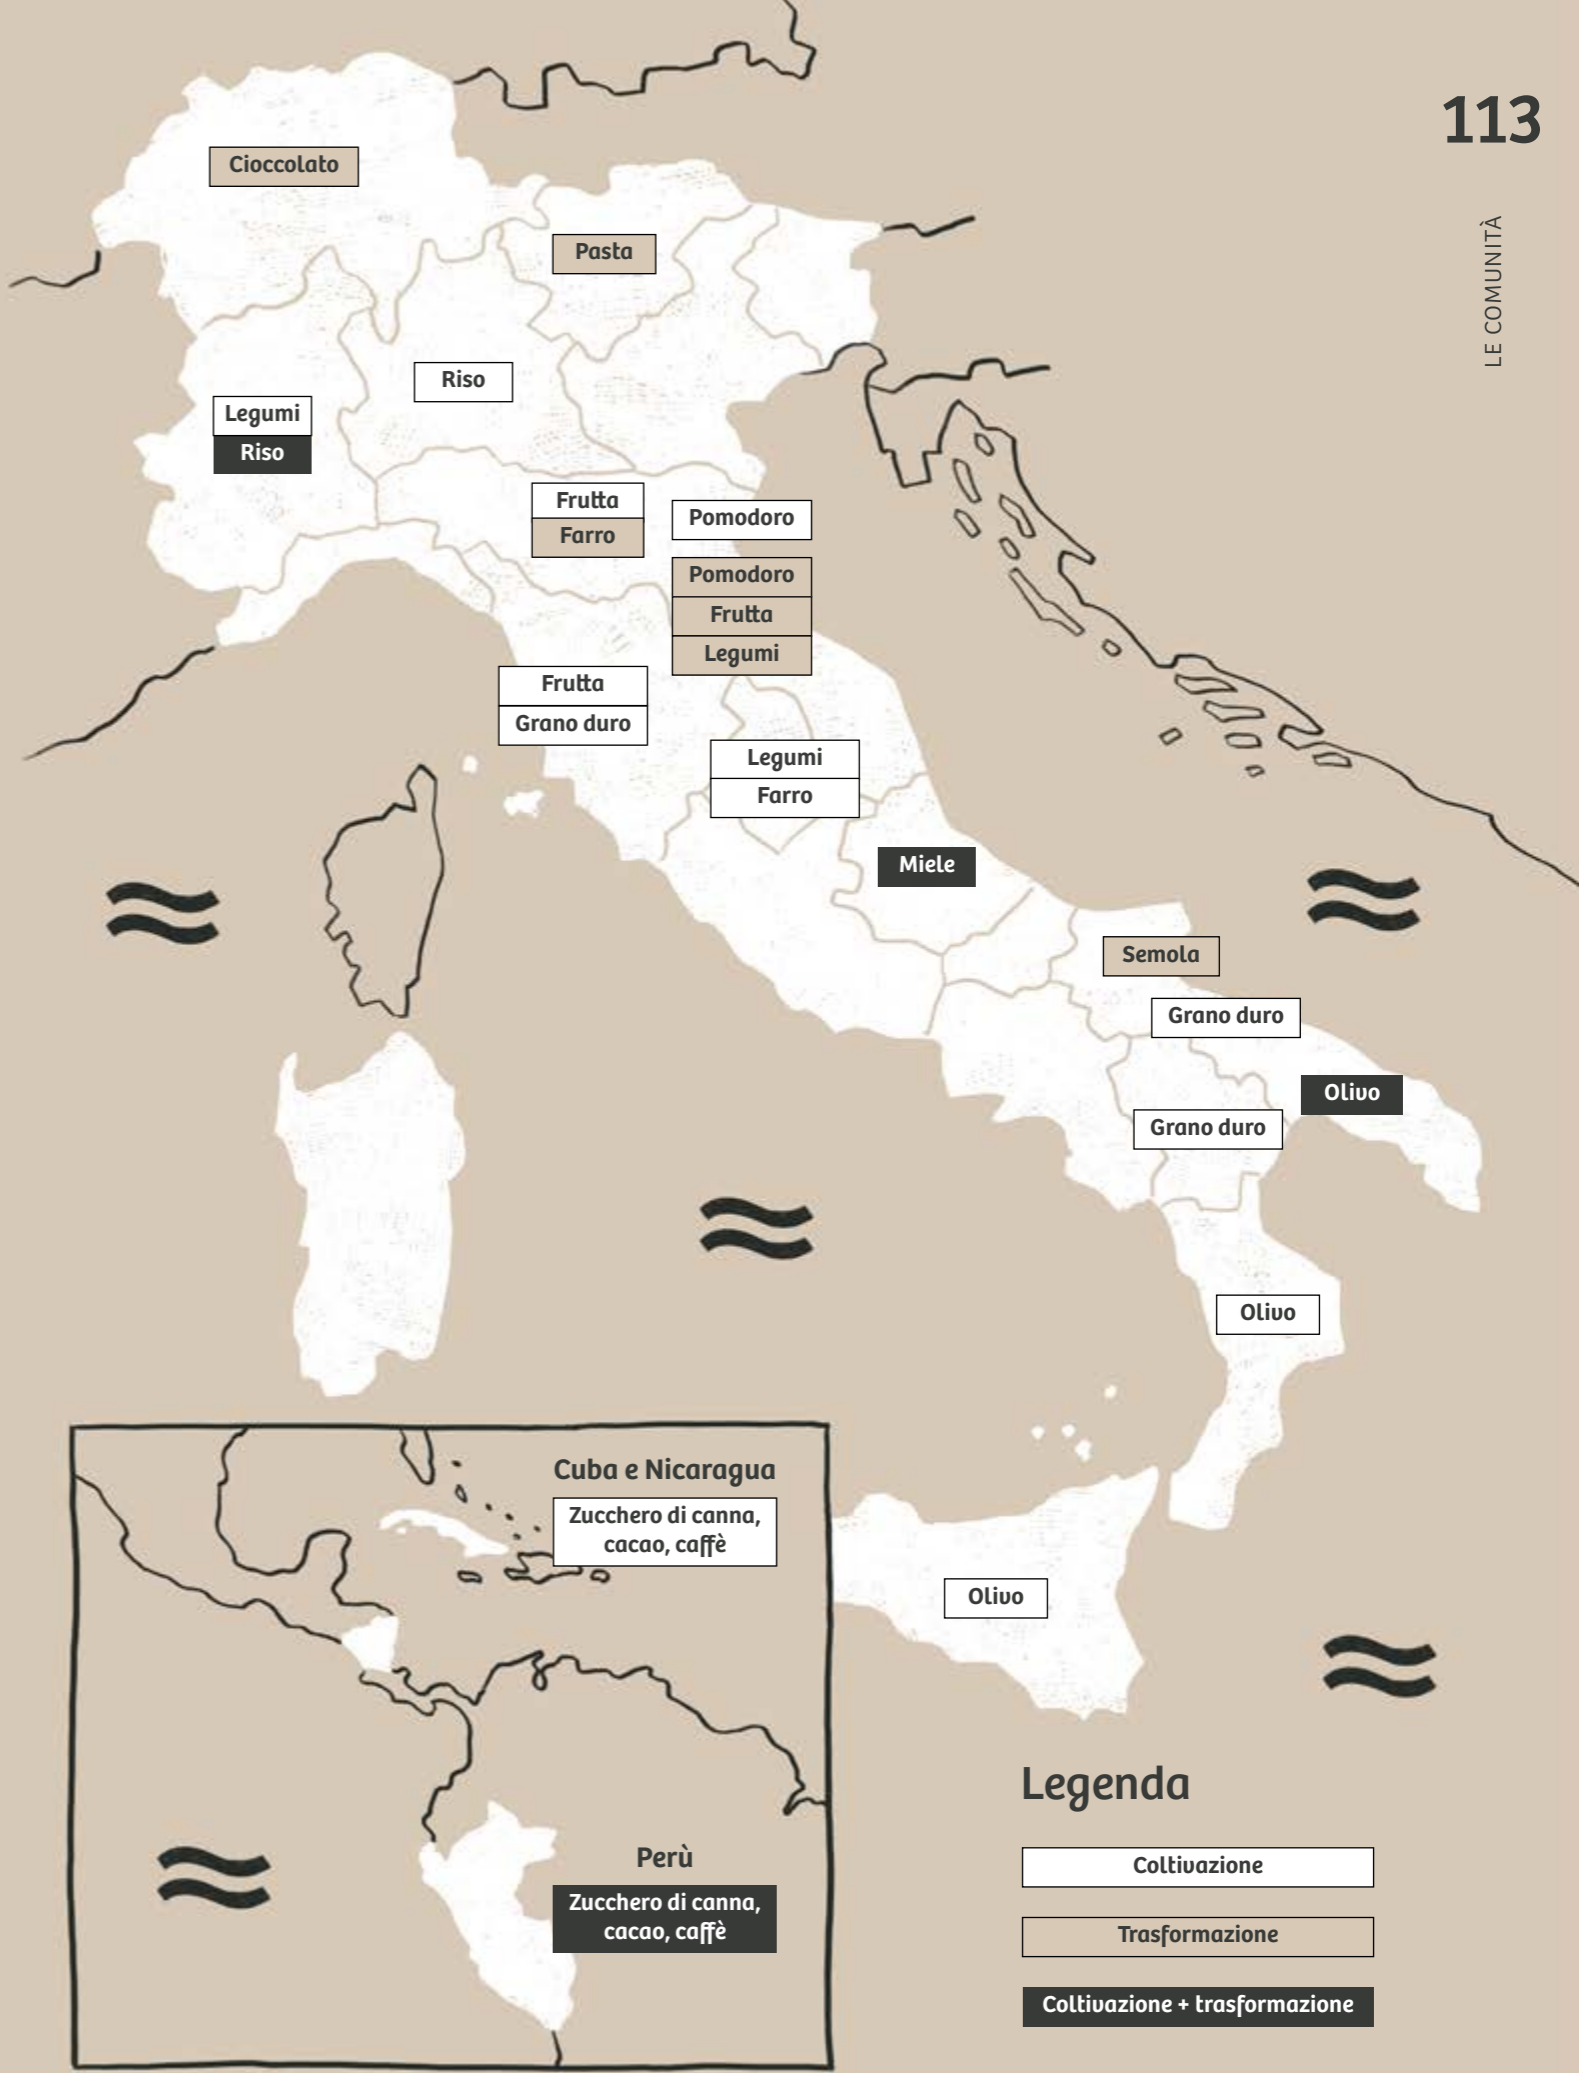 113
LE COMUNITÀ
Cioccolato
Pasta
Riso
Legumi
Riso
Frutta
Farro
Pomodoro
Pomodoro
Frutta
Legumi
Frutta
Grano duro
Legumi
Farro
Miele
Semola
Grano duro
Olivo
Grano duro
Olivo
Olivo
Cuba e Nicaragua
Zucchero di canna,
cacao, caffè
Perù
Zucchero di canna,
cacao, caffè
Legenda
Coltivazione
Trasformazione
Coltivazione + trasformazione